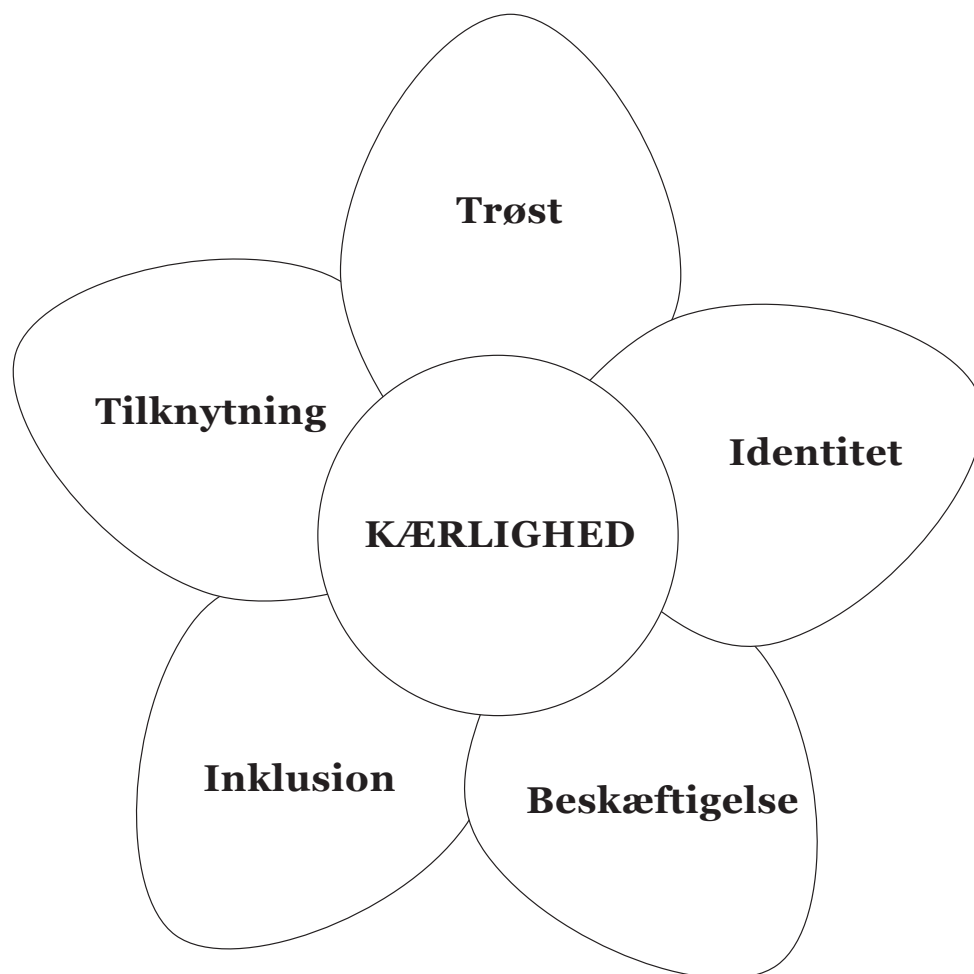 Trøst
Tilknytning
Identitet
KÆRLIGHED
Inklusion
Beskæftigelse